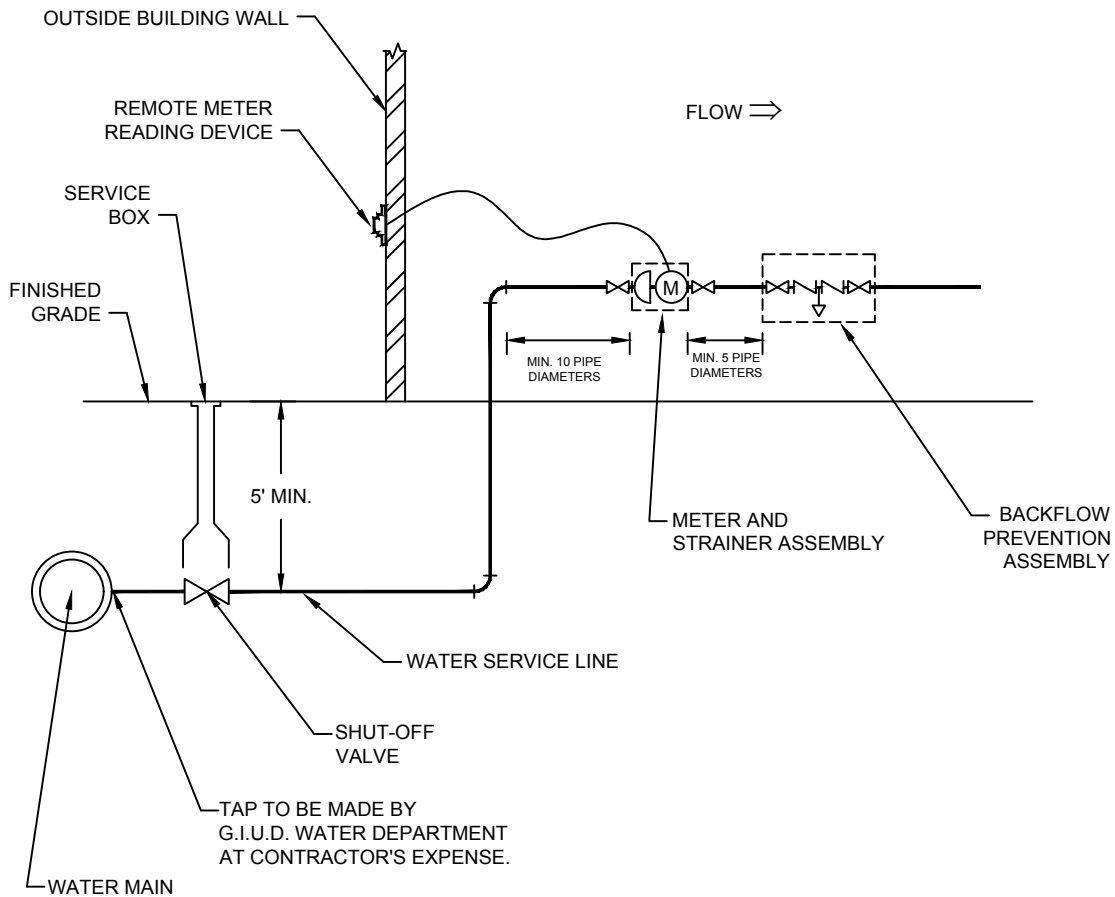 OUTSIDE BUILDING WALL
REMOTE METER
READING DEVICE
FLOW
SERVICE
BOX
FINISHED
GRADE
M
MIN. 10 PIPE
DIAMETERS
MIN. 5 PIPE
DIAMETERS
5' MIN.
METER AND
STRAINER ASSEMBLY
BACKFLOW
PREVENTION
ASSEMBLY
WATER SERVICE LINE
SHUT-OFF
VALVE
TAP TO BE MADE BY
G.I.U.D. WATER DEPARTMENT
AT CONTRACTOR'S EXPENSE.
WATER MAIN